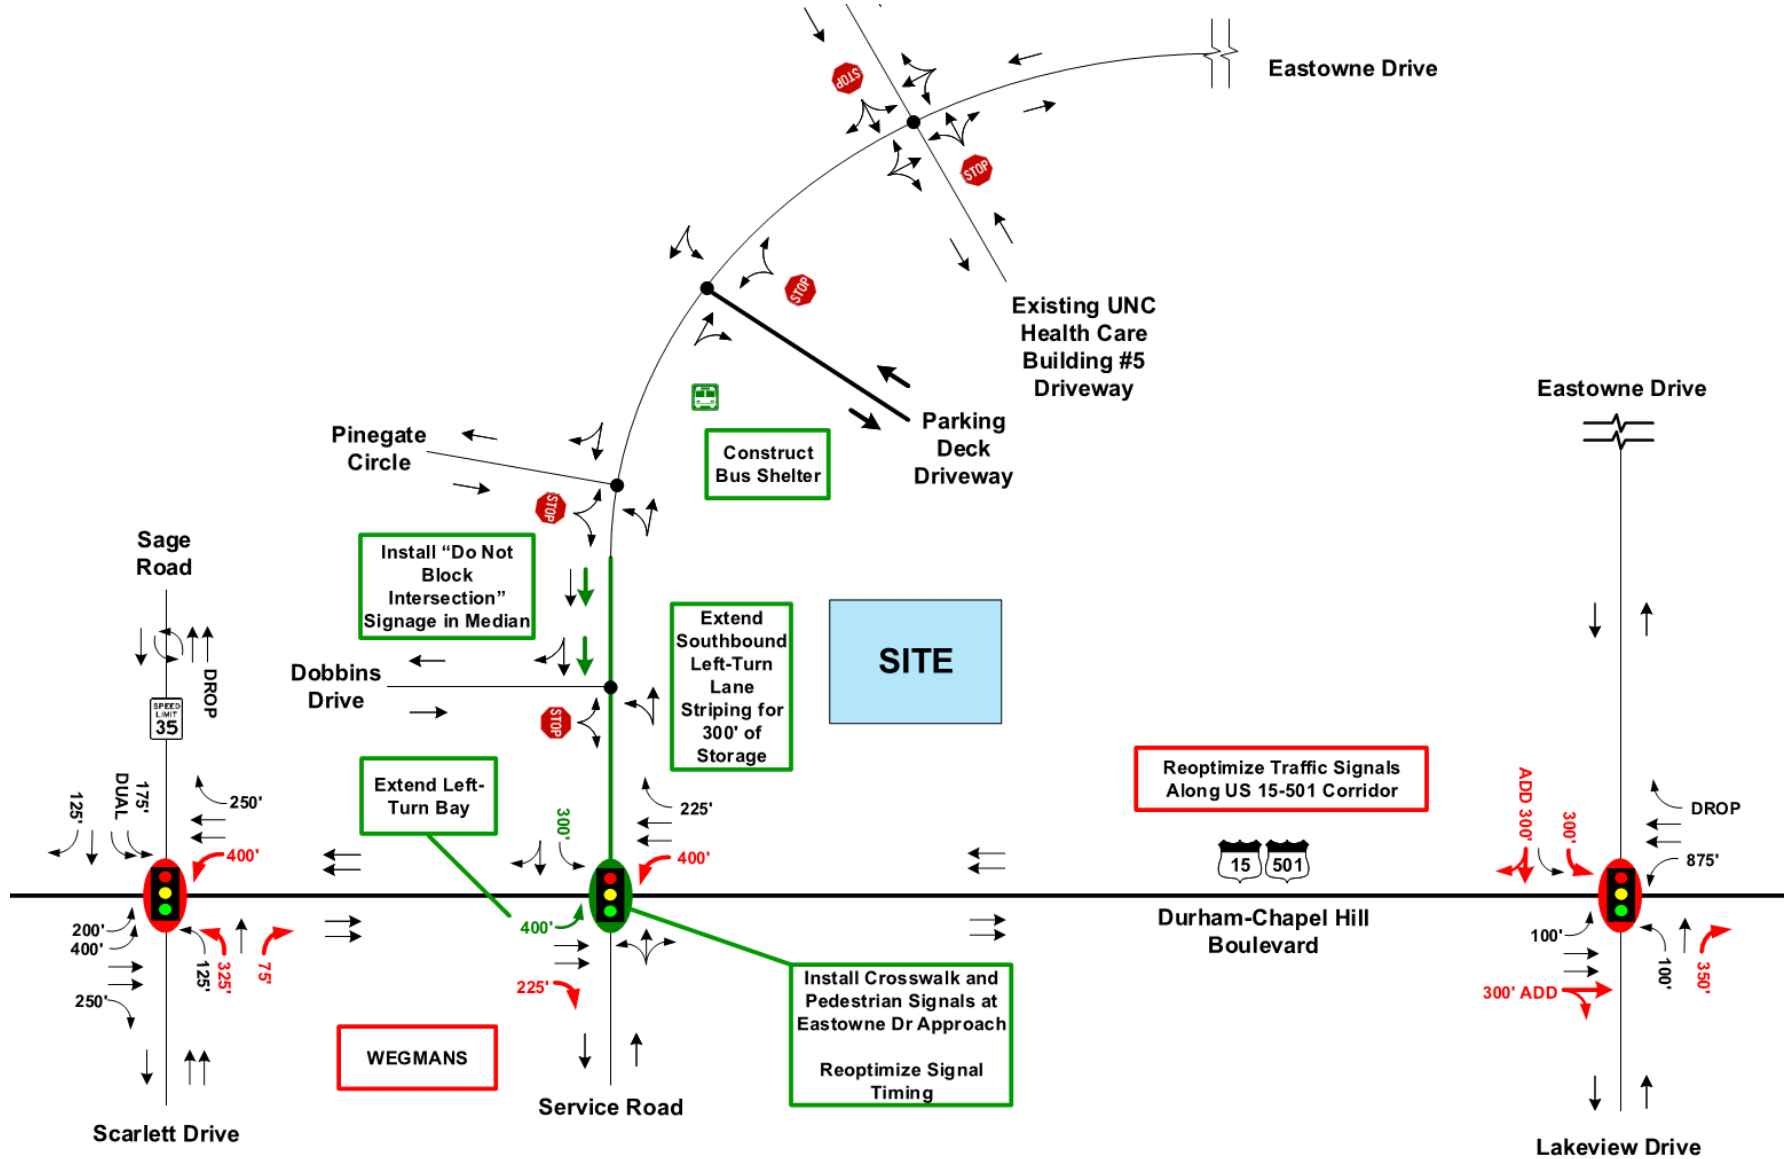 Eastowne Drive
STOP
STOP
STOP
Existing UNC
Health Care
Building #5
Driveway
Parking
Deck
Driveway
Eastowne Drive
Pinegate
Circle
Construct
Bus Shelter
STOP
Sage
Road
Install “Do Not
Block
Intersection”
Signage in Median
Extend
Southbound
Left-Turn
Lane
Striping for
300' of
Storage
SITE
Dobbins
Drive
STOP
DROP
SPEED
LIMIT
35
Extend Left-
Turn Bay
Reoptimize Traffic Signals
Along US 15-501 Corridor
125'
DUAL
175'
250'
400'
300'
225'
400'
15
501
ADD 300'
300'
DROP
875'
Durham-Chapel Hill
Boulevard
200'
400'
250'
125'
325'
75'
400'
225'
100'
300' ADD
100'
350'
Install Crosswalk and
Pedestrian Signals at
Eastowne Dr Approach
Reoptimize Signal
Timing
WEGMANS
Service Road
Scarlett Drive
Lakeview Drive